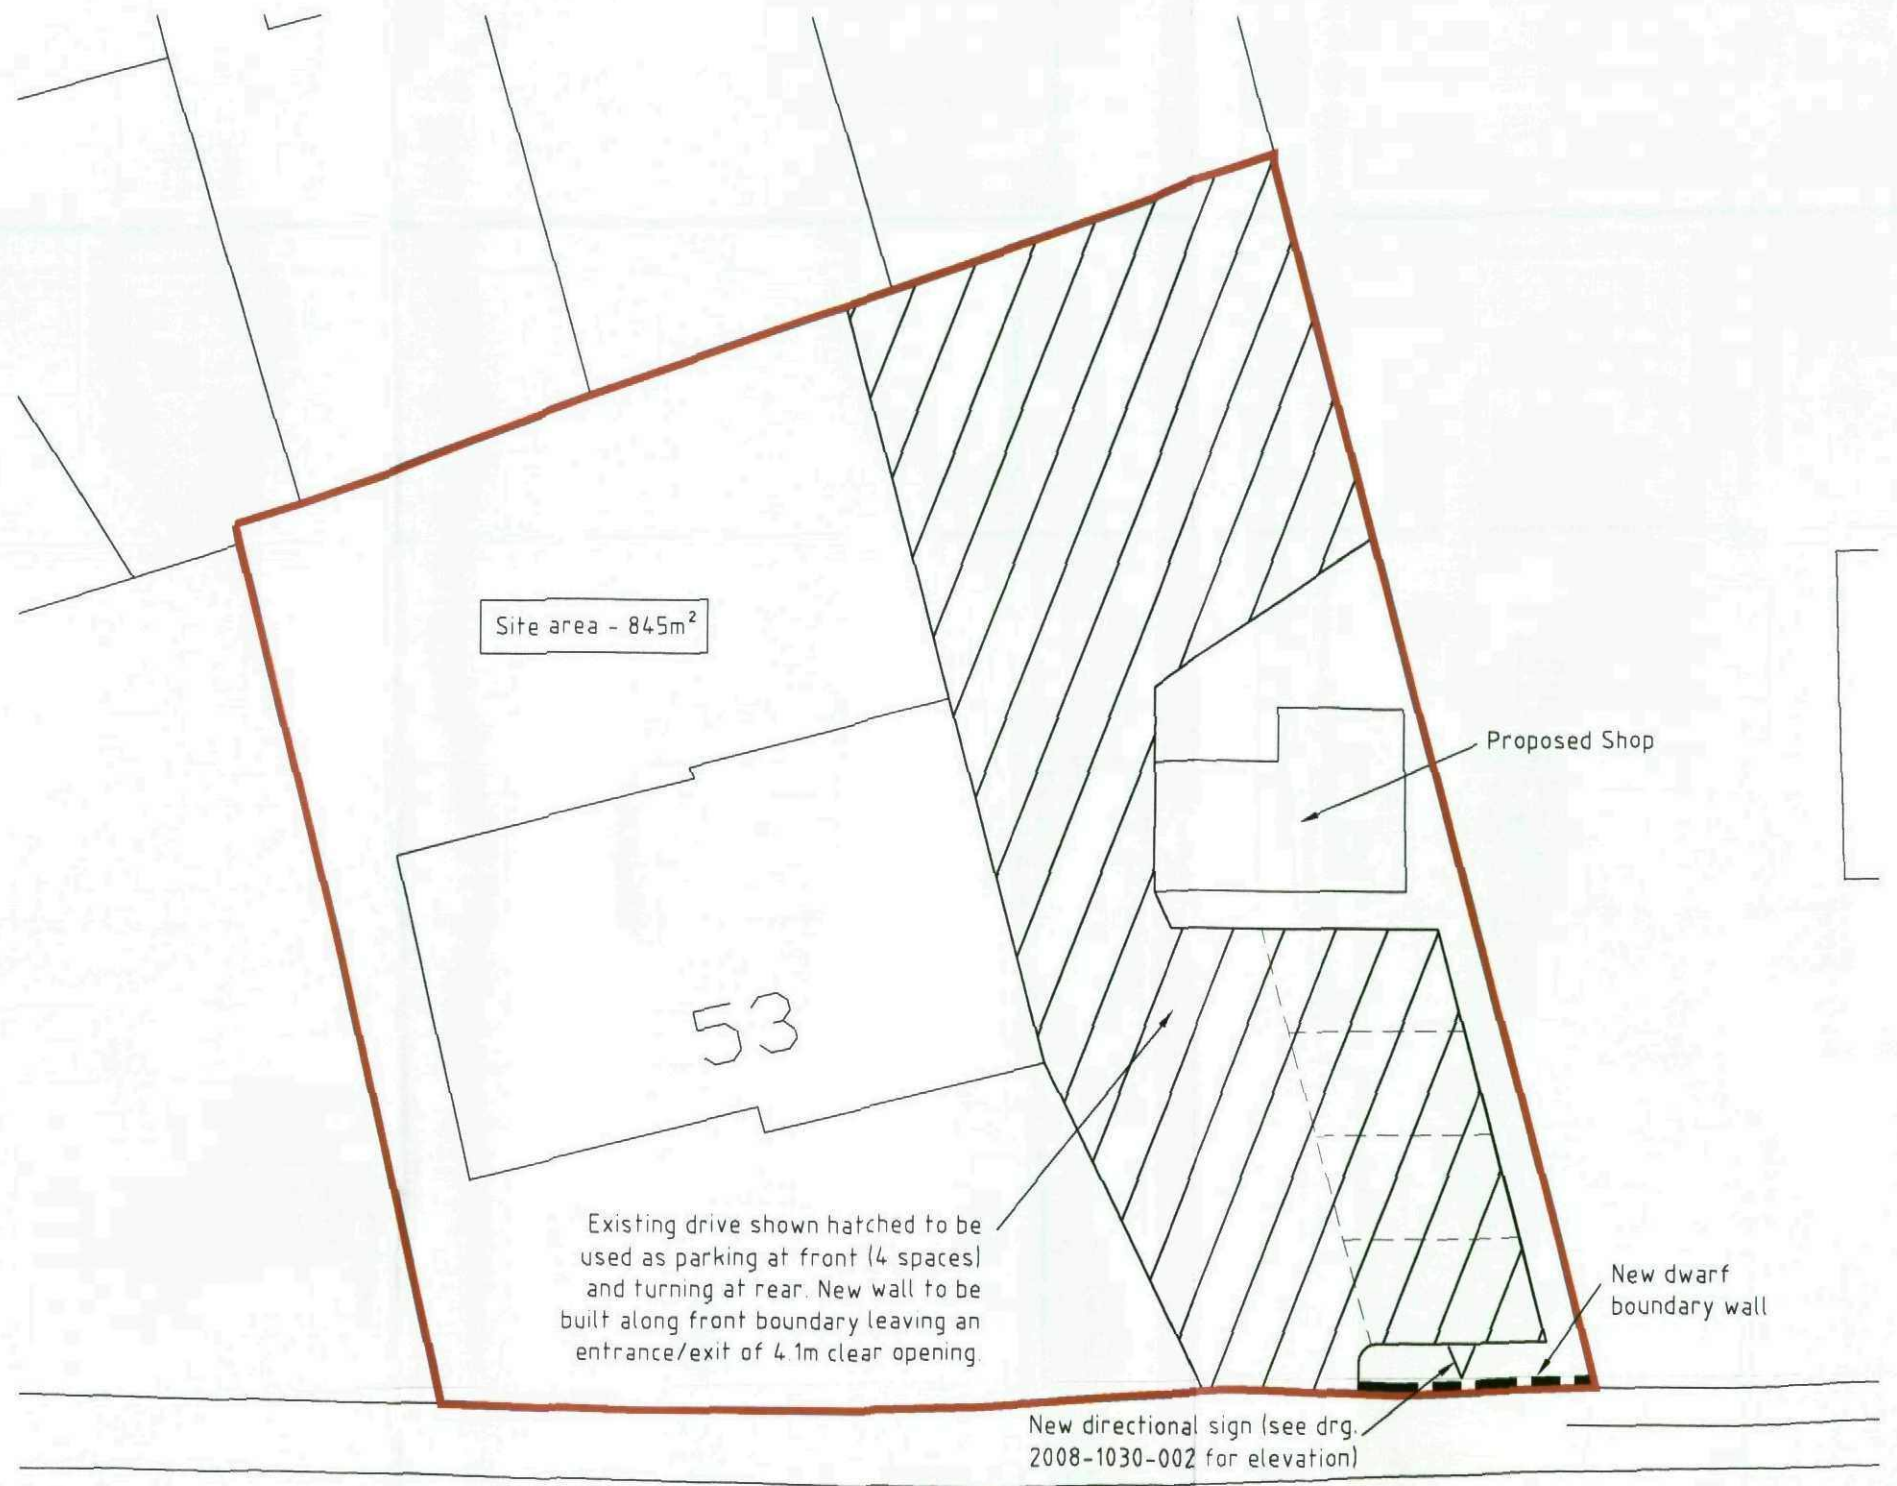 Site area - 845m²
Proposed Shop
53
Existing drive shown hatched to be
used as parking at front (4 spaces)
and turning at rear. New wall to be
built along front boundary leaving an
entrance/exit of 4.1m clear opening.
New dwarf
boundary wall
New directional sign (see drg.
2008-1030-002 for elevation)